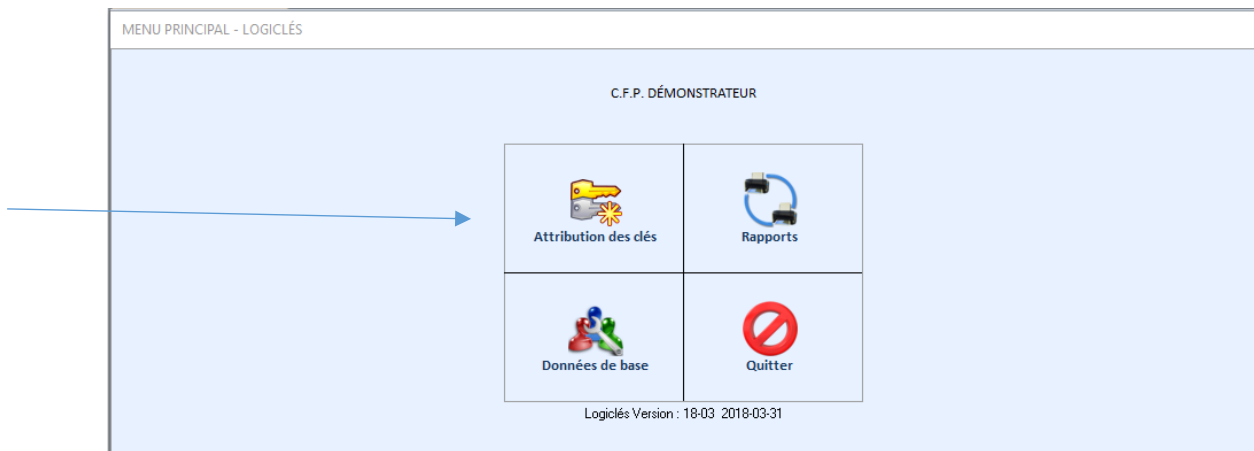 MENU PRINCIPAL - LOGICLÉS
C.F.P. DÉMONSTRATEUR
Attribution des clés
Rapports
Données de base
Quitter
Logiclés Version : 18-03 2018-03-31